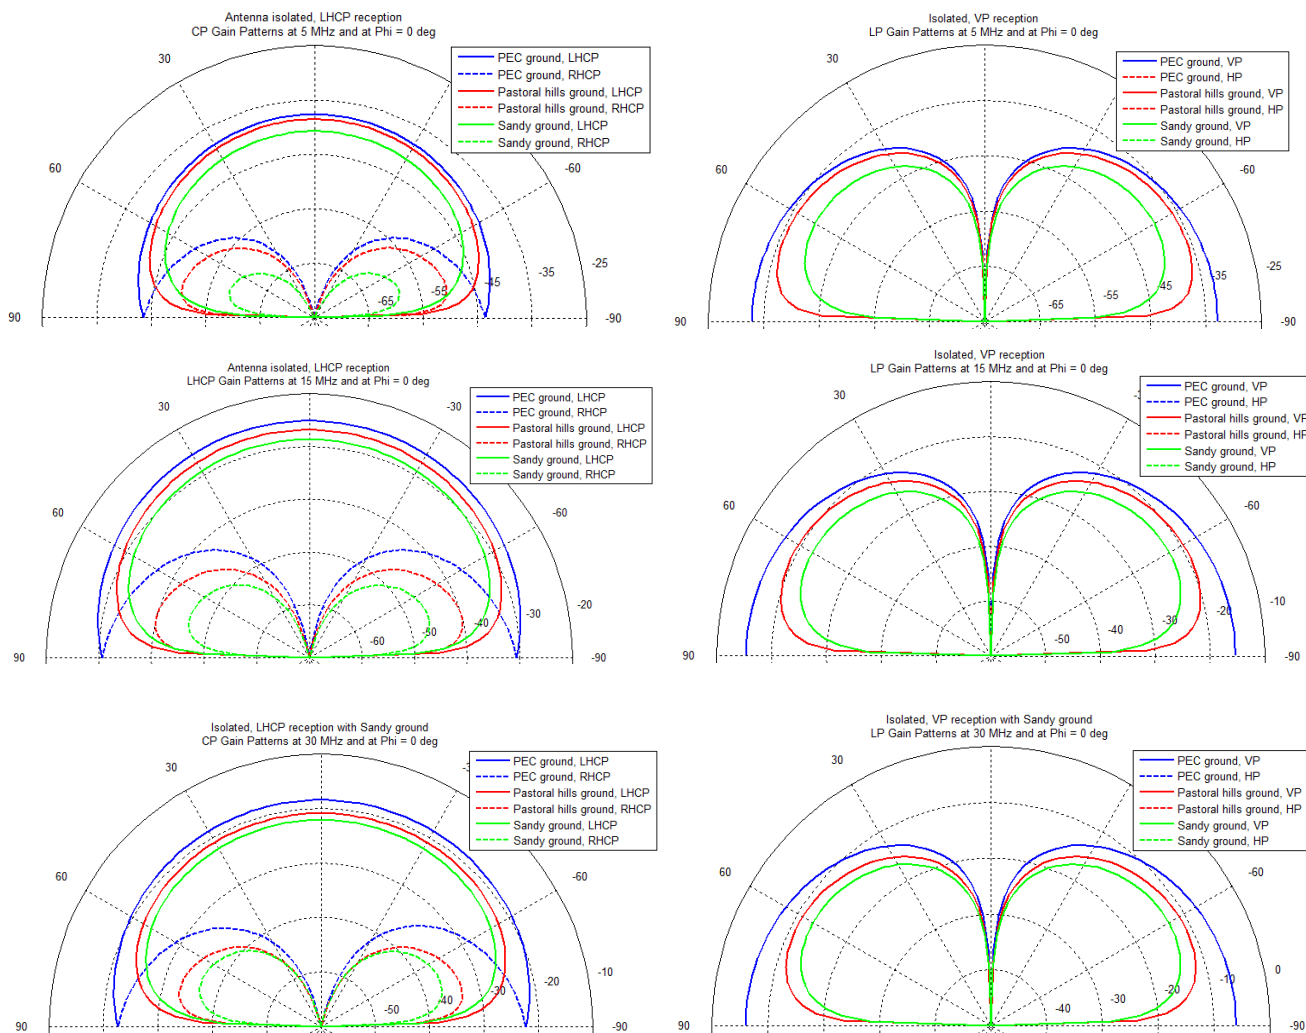 Antenna isolated, LHCP reception
CP Gain Patterns at 5 MHz and at Phi = 0 deg
PEC ground, LHCP
PEC ground, RHCP
Pastoral hills ground, LHCP
Pastoral hills ground, RHCP
Sandy ground, LHCP
Sandy ground, RHCP
30
60
-60
90
-90
-25
-35
-45
-55
-65
Isolated, VP reception
LP Gain Patterns at 5 MHz and at Phi = 0 deg
PEC ground, VP
PEC ground, HP
Pastoral hills ground, VP
Pastoral hills ground, HP
Sandy ground, VP
Sandy ground, HP
30
60
-60
90
-90
-25
-35
-45
-55
-65
Antenna isolated, LHCP reception
LHCP Gain Patterns at 15 MHz and at Phi = 0 deg
PEC ground, LHCP
PEC ground, RHCP
Pastoral hills ground, LHCP
Pastoral hills ground, RHCP
Sandy ground, LHCP
Sandy ground, RHCP
30
-30
60
-60
90
-90
-20
-30
-40
-50
-60
Isolated, VP reception
LP Gain Patterns at 15 MHz and at Phi = 0 deg
PEC ground, VP
PEC ground, HP
Pastoral hills ground, VP
Pastoral hills ground, HP
Sandy ground, VP
Sandy ground, HP
30
60
-60
90
-90
-10
-20
-30
-40
-50
Isolated, LHCP reception with Sandy ground
CP Gain Patterns at 30 MHz and at Phi = 0 deg
PEC ground, LHCP
PEC ground, RHCP
Pastoral hills ground, LHCP
Pastoral hills ground, RHCP
Sandy ground, LHCP
Sandy ground, RHCP
30
60
-60
90
-90
-10
-20
-30
-40
-50
Isolated, VP reception with Sandy ground
LP Gain Patterns at 30 MHz and at Phi = 0 deg
PEC ground, VP
PEC ground, HP
Pastoral hills ground, VP
Pastoral hills ground, HP
Sandy ground, VP
Sandy ground, HP
30
60
-60
90
-90
0
-10
-20
-30
-40